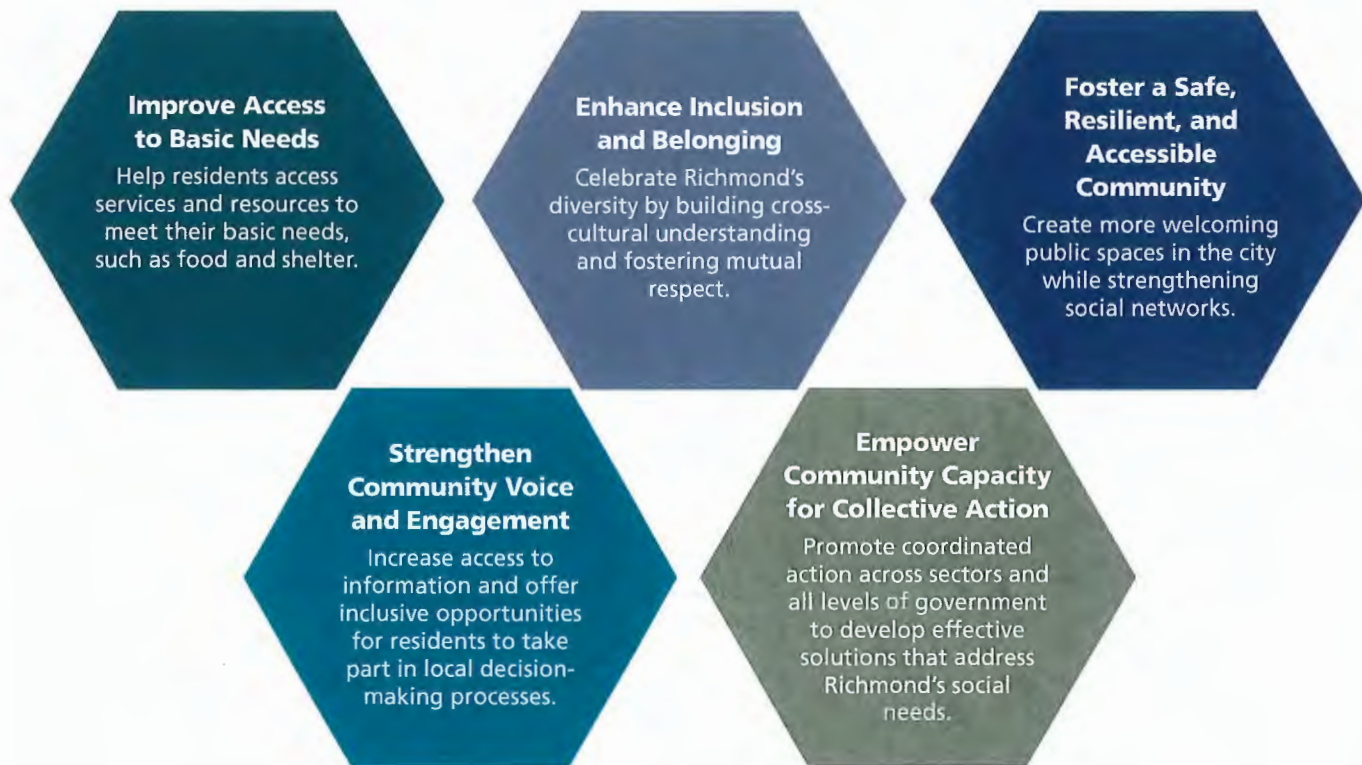 Improve Access
to Basic Needs
Help residents access
services and resources to
meet their basic needs,
such as food and shelter.
Enhance Inclusion
and Belonging
Celebrate Richmond's
diversity by building cross-
cultural understanding
and fostering mutual
respect.
Foster a Safe,
Resilient, and
Accessible
Community
Create more welcoming
public spaces in the city
while strengthening
social networks.
Strengthen
Community Voice
and Engagement
Increase access to
information and offer
inclusive opportunities
for residents to take
part in local decision-
making processes.
Empower
Community Capacity
for Collective Action
Promote coordinated
action across sectors and
all levels of government
to develop effective
solutions that address
Richmond's social
needs.